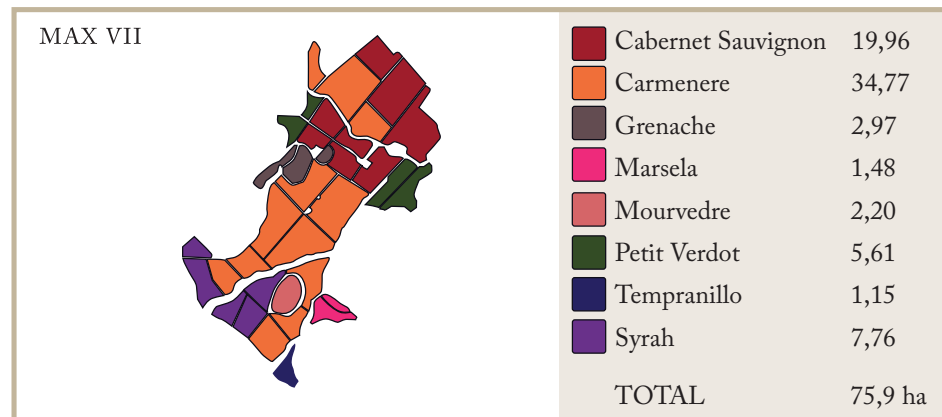 MAX VII
Cabernet Sauvignon 19,96
Carmenere 34,77
Grenache 2,97
Marsela 1,48
Mourvedre 2,20
Petit Verdot 5,61
Tempranillo 1,15
Syrah 7,76
TOTAL 75,9 ha